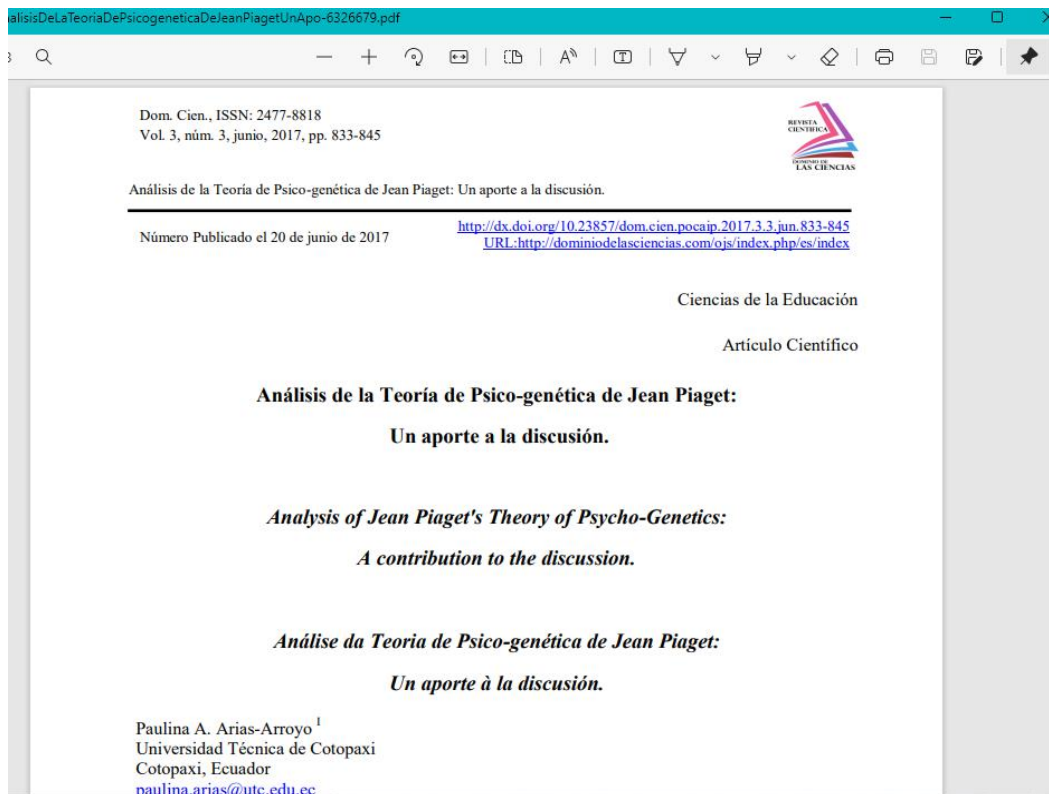 alisisDeLaTeoriaDePsicogeneticaDeJeanPiagetUnApo-6326679.pdf
Dom. Cien., ISSN: 2477-8818
Vol. 3, núm. 3, junio, 2017, pp. 833-845
REVISTA
CIENTIFICA
DOMINIO DE
LAS CIENCIAS
Análisis de la Teoría de Psico-genética de Jean Piaget: Un aporte a la discusión.
Número Publicado el 20 de junio de 2017
http://dx.doi.org/10.23857/dom.cien.pocaip.2017.3.3.jun.833-845
URL:http://dominiodelasciencias.com/ojs/index.php/es/index
Ciencias de la Educación
Artículo Científico
Análisis de la Teoría de Psico-genética de Jean Piaget:
Un aporte a la discusión.
Analysis of Jean Piaget's Theory of Psycho-Genetics:
A contribution to the discussion.
Análise da Teoria de Psico-genética de Jean Piaget:
Un aporte à la discusión.
Paulina A. Arias-Arroyo I
Universidad Técnica de Cotopaxi
Cotopaxi, Ecuador
paulina.arias@utc.edu.ec